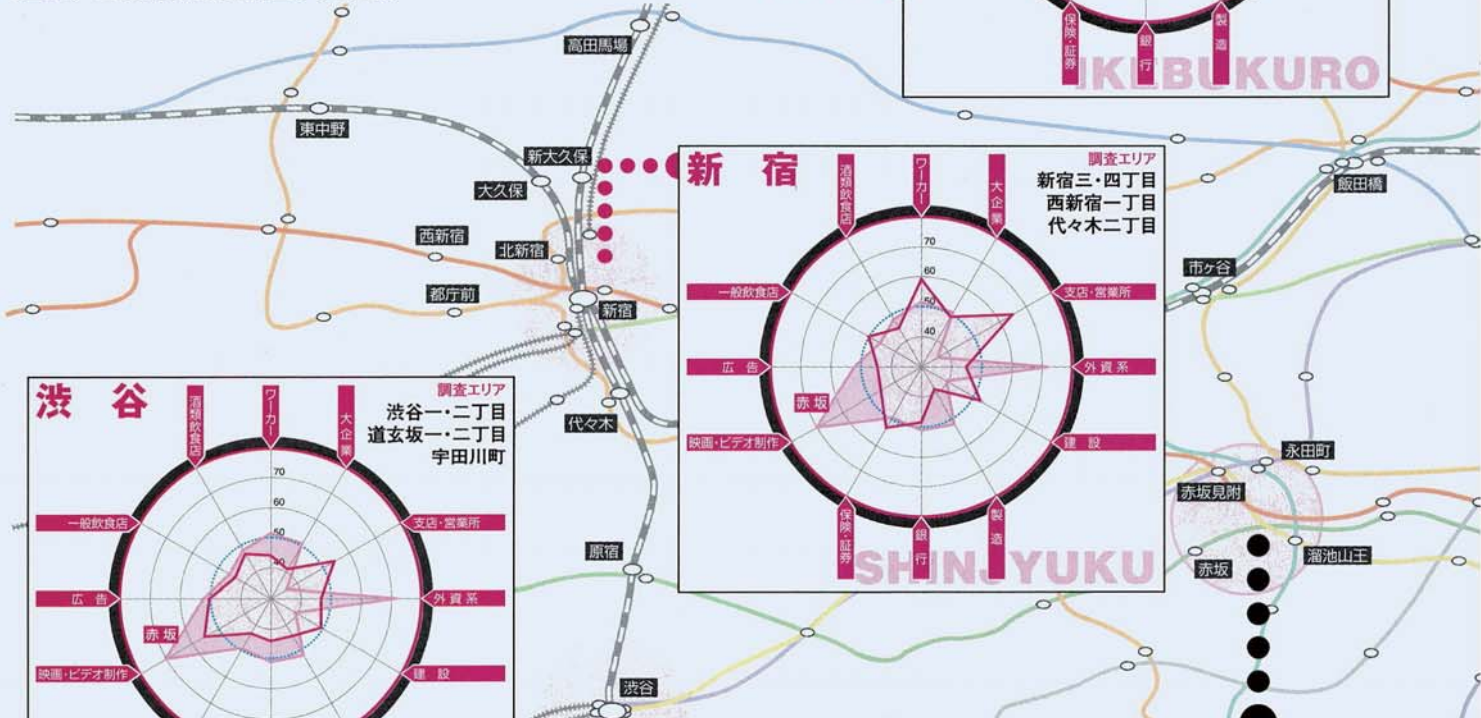 保険・証券
銀行
製造
IKEBUKURO
高田馬場
東中野
新大久保
大久保
西新宿
北新宿
都庁前
新宿
代々木
原宿
渋谷
飯田橋
市ヶ谷
永田町
赤坂見附
赤坂
溜池山王
新宿
調査エリア
新宿三・四丁目
西新宿一丁目
代々木二丁目
酒類飲食店
ワーカー
大企業
一般飲食店
支店・営業所
広告
外資系
映画・ビデオ制作
建設
保険・証券
銀行
製造
70
60
50
40
赤坂
SHINJYUKU
渋谷
調査エリア
渋谷一・二丁目
道玄坂一・二丁目
宇田川町
酒類飲食店
ワーカー
大企業
一般飲食店
支店・営業所
広告
外資系
映画・ビデオ制作
建設
70
60
50
40
赤坂